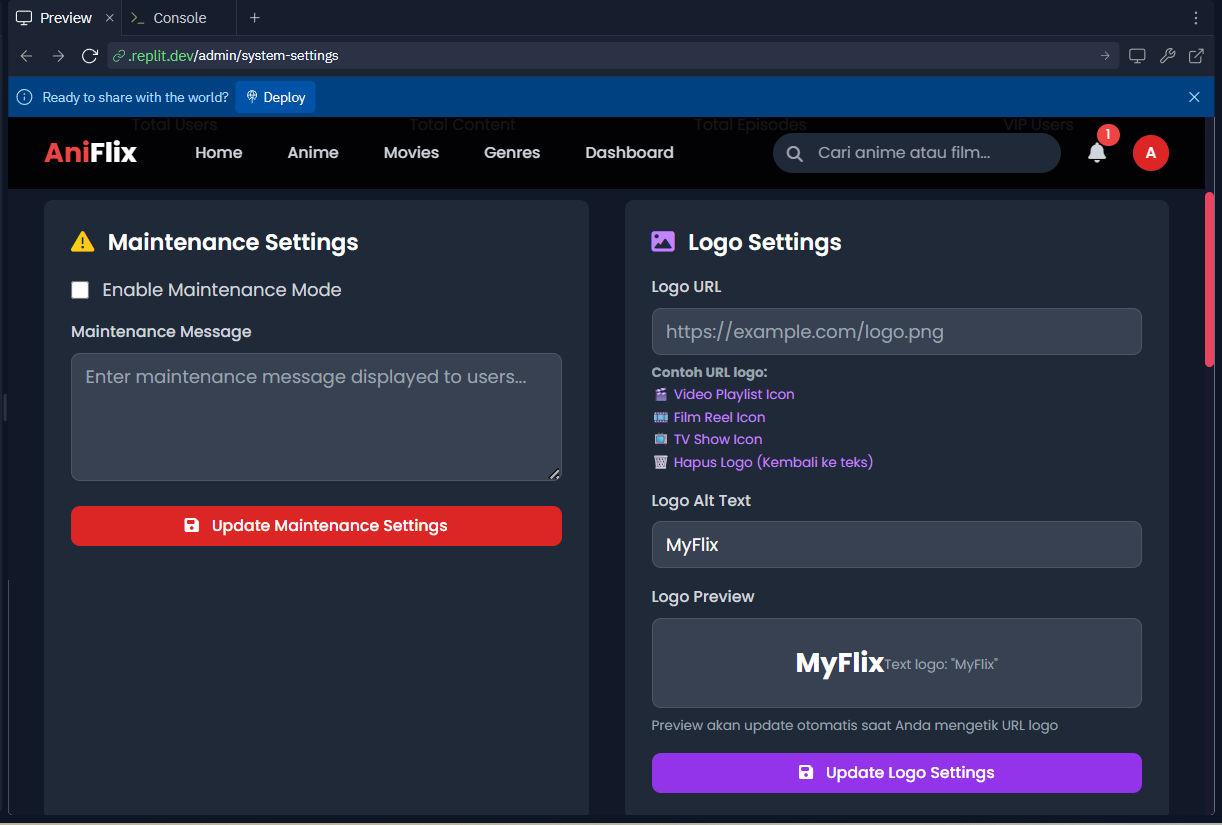 Preview
Console
.replit.dev/admin/system-settings
Ready to share with the world? Deploy
Total Users Total Content Total Episodes VIP Users
AniFlix Home Anime Movies Genres Dashboard Cari anime atau film... 1 A
Maintenance Settings
Enable Maintenance Mode
Maintenance Message
Enter maintenance message displayed to users...
Update Maintenance Settings
Logo Settings
Logo URL
https://example.com/logo.png
Contoh URL logo:
Video Playlist Icon
Film Reel Icon
TV Show Icon
Hapus Logo (Kembali ke teks)
Logo Alt Text
MyFlix
Logo Preview
MyFlix Text logo: "MyFlix"
Preview akan update otomatis saat Anda mengetik URL logo
Update Logo Settings